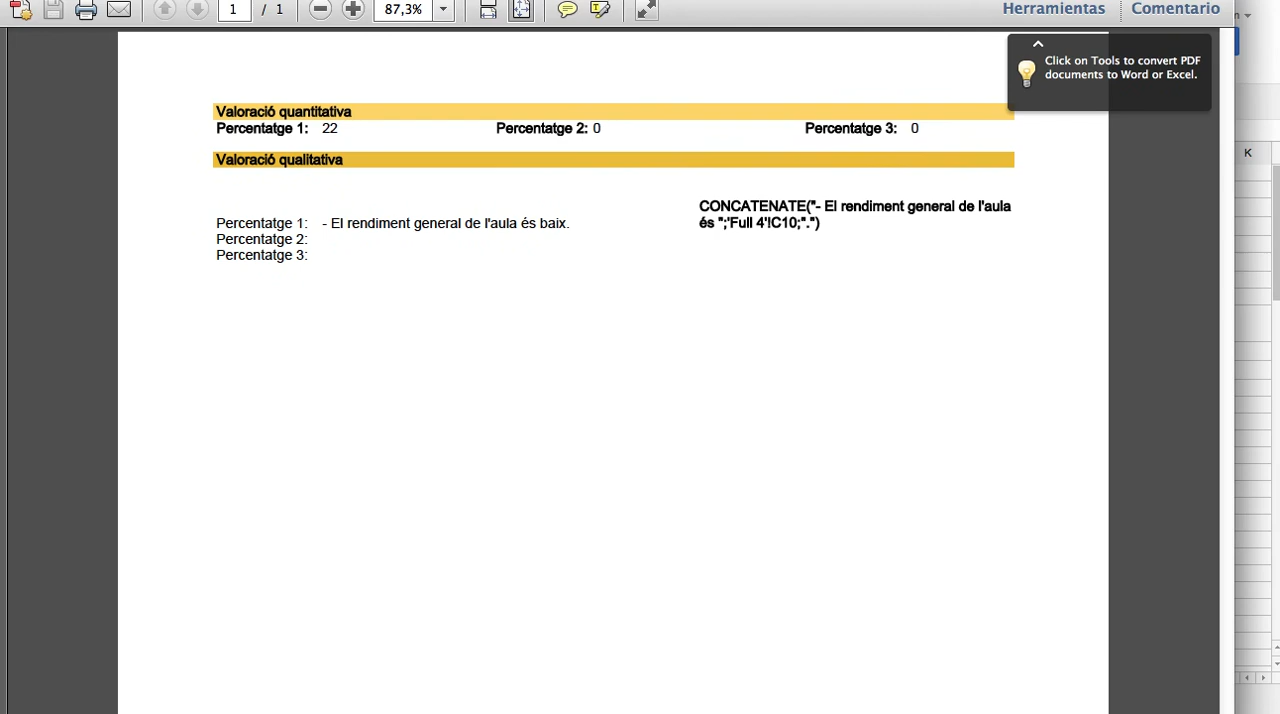 1 / 1 87,3% Herramientas Comentario
Click on Tools to convert PDF
documents to Word or Excel.
Valoració quantitativa
Percentatge 1: 22 Percentatge 2: 0 Percentatge 3: 0
Valoració qualitativa
K
CONCATENATE("- El rendiment general de l'aula
és ";'Full 4'!C10;".")
Percentatge 1: - El rendiment general de l'aula és baix.
Percentatge 2:
Percentatge 3: